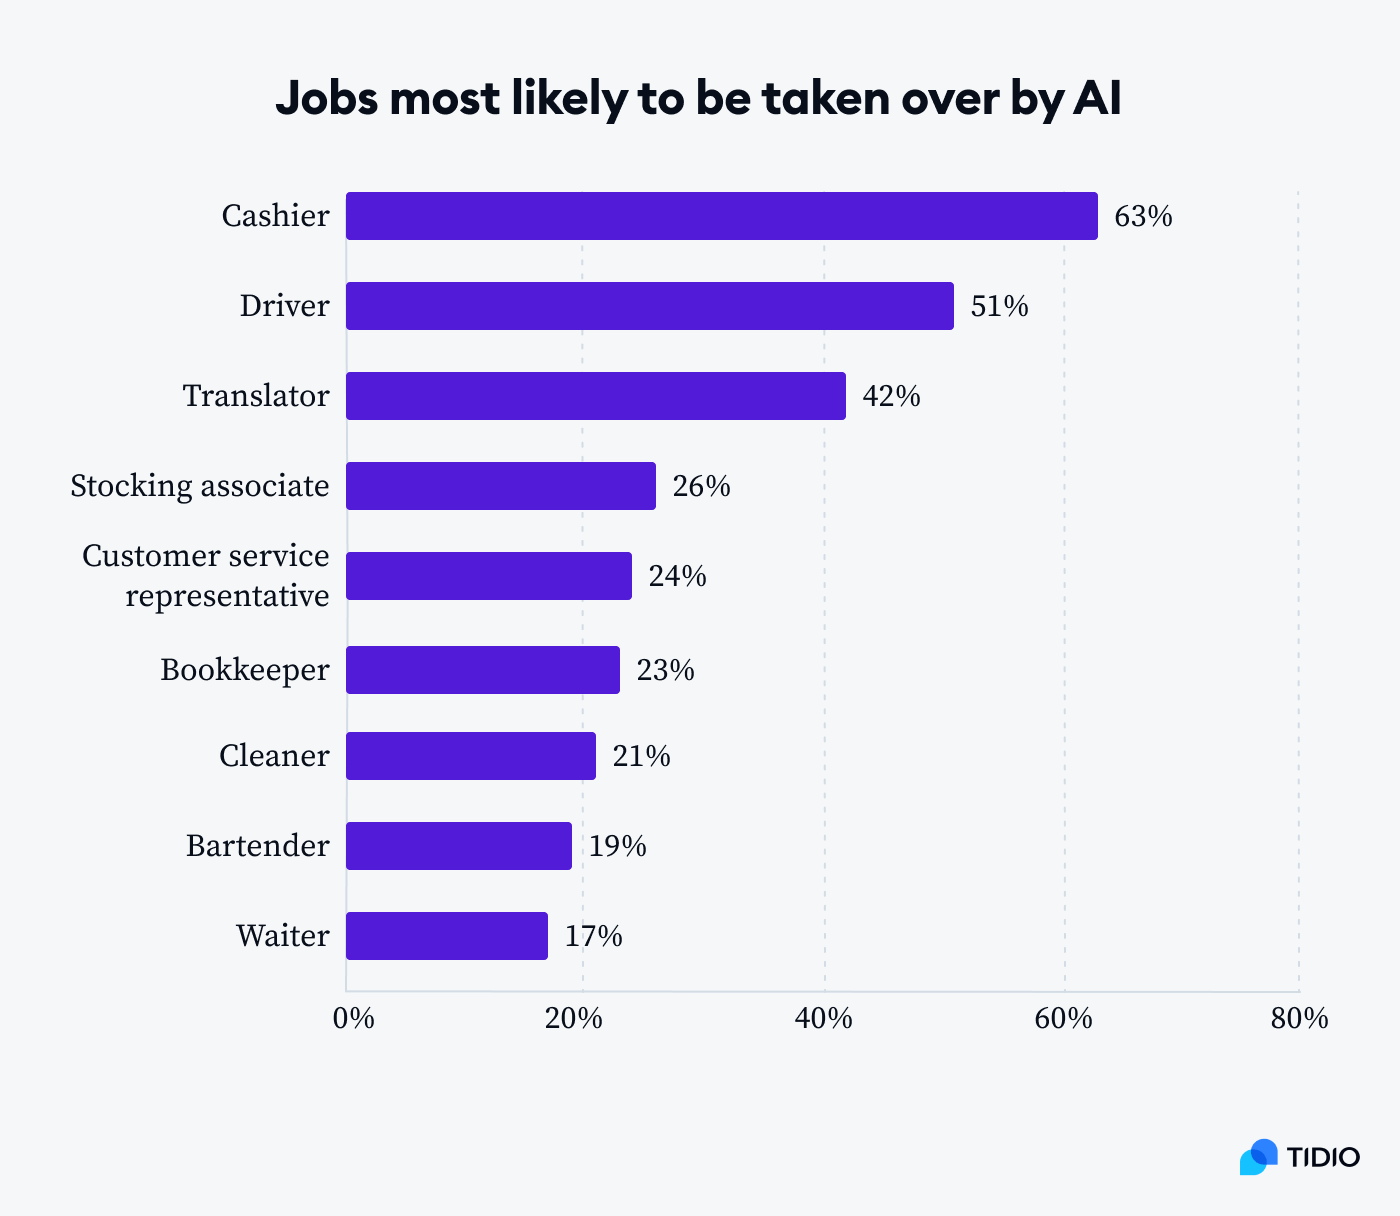 Jobs most likely to be taken over by AI
Cashier 63%
Driver 51%
Translator 42%
Stocking associate 26%
Customer service
representative 24%
Bookkeeper 23%
Cleaner 21%
Bartender 19%
Waiter 17%
0% 20% 40% 60% 80%
TIDIO